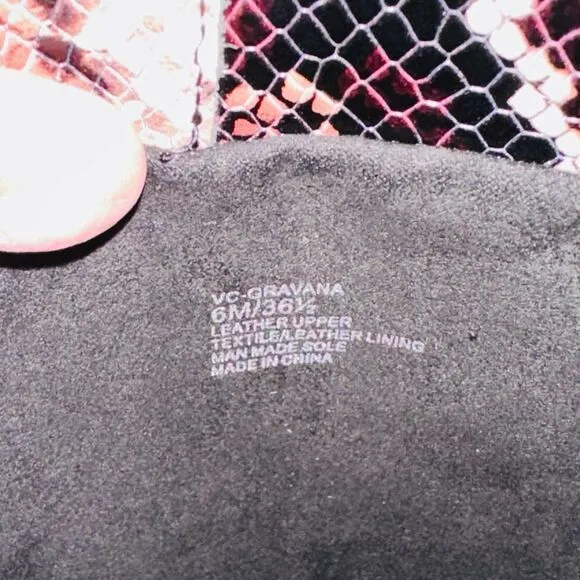 VC-GRAVANA
6M/36½
LEATHER UPPER
TEXTILE/LEATHER LINING
MAN MADE SOLE
MADE IN CHINA